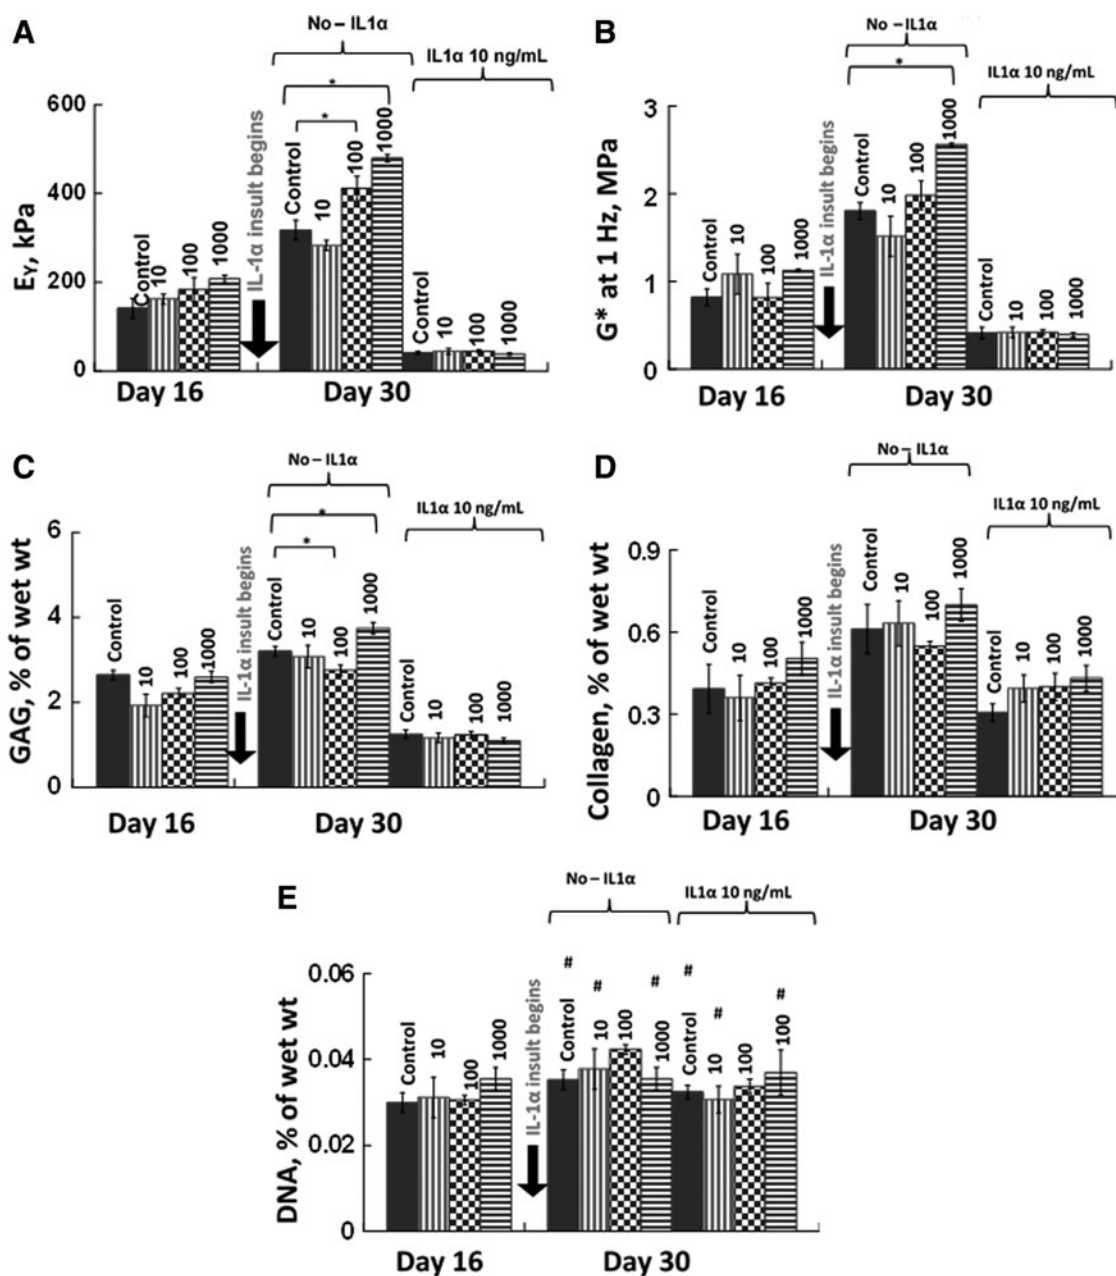 A
No – IL1α
IL1α 10 ng/mL
*
*
EY, kPa
600
400
200
0
Control
10
100
1000
IL-1α insult begins
Control
10
100
1000
Control
10
100
1000
Day 16
Day 30
B
No – IL1α
IL1α 10 ng/mL
*
G* at 1 Hz, MPa
3
2
1
0
Control
10
100
1000
IL-1α insult begins
Control
10
100
1000
Control
10
100
1000
Day 16
Day 30
C
No – IL1α
IL1α 10 ng/mL
*
*
GAG, % of wet wt
6
4
2
0
Control
10
100
1000
IL-1α insult begins
Control
10
100
1000
Control
10
100
1000
Day 16
Day 30
D
No – IL1α
IL1α 10 ng/mL
Collagen, % of wet wt
0.9
0.6
0.3
0
Control
10
100
1000
IL-1α insult begins
Control
10
100
1000
Control
10
100
1000
Day 16
Day 30
E
No – IL1α
IL1α 10 ng/mL
DNA, % of wet wt
0.06
0.04
0.02
0
Control
10
100
1000
IL-1α insult begins
#
Control
#
10
100
#
1000
#
Control
#
10
100
#
100
Day 16
Day 30